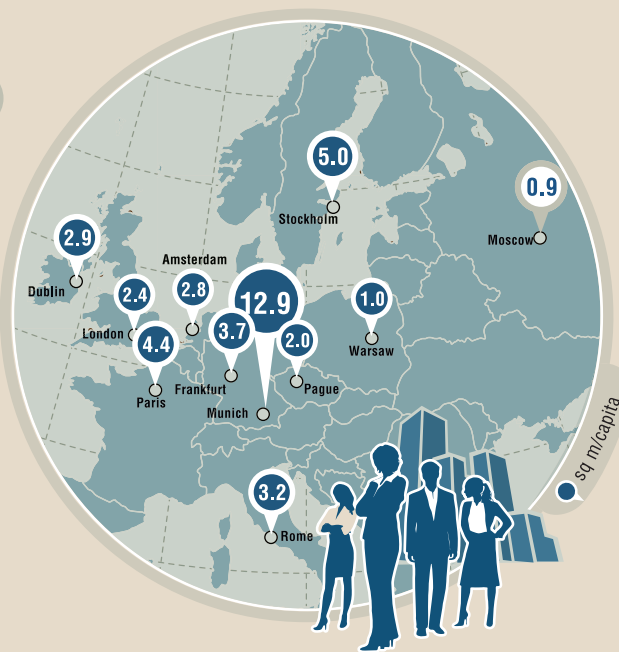 5.0
Stockholm
0.9
Moscow
2.9
Dublin
Amsterdam
2.8
2.4
London
12.9
1.0
Warsaw
4.4
Paris
3.7
Frankfurt
2.0
Pague
Munich
3.2
Rome
sq m/capita